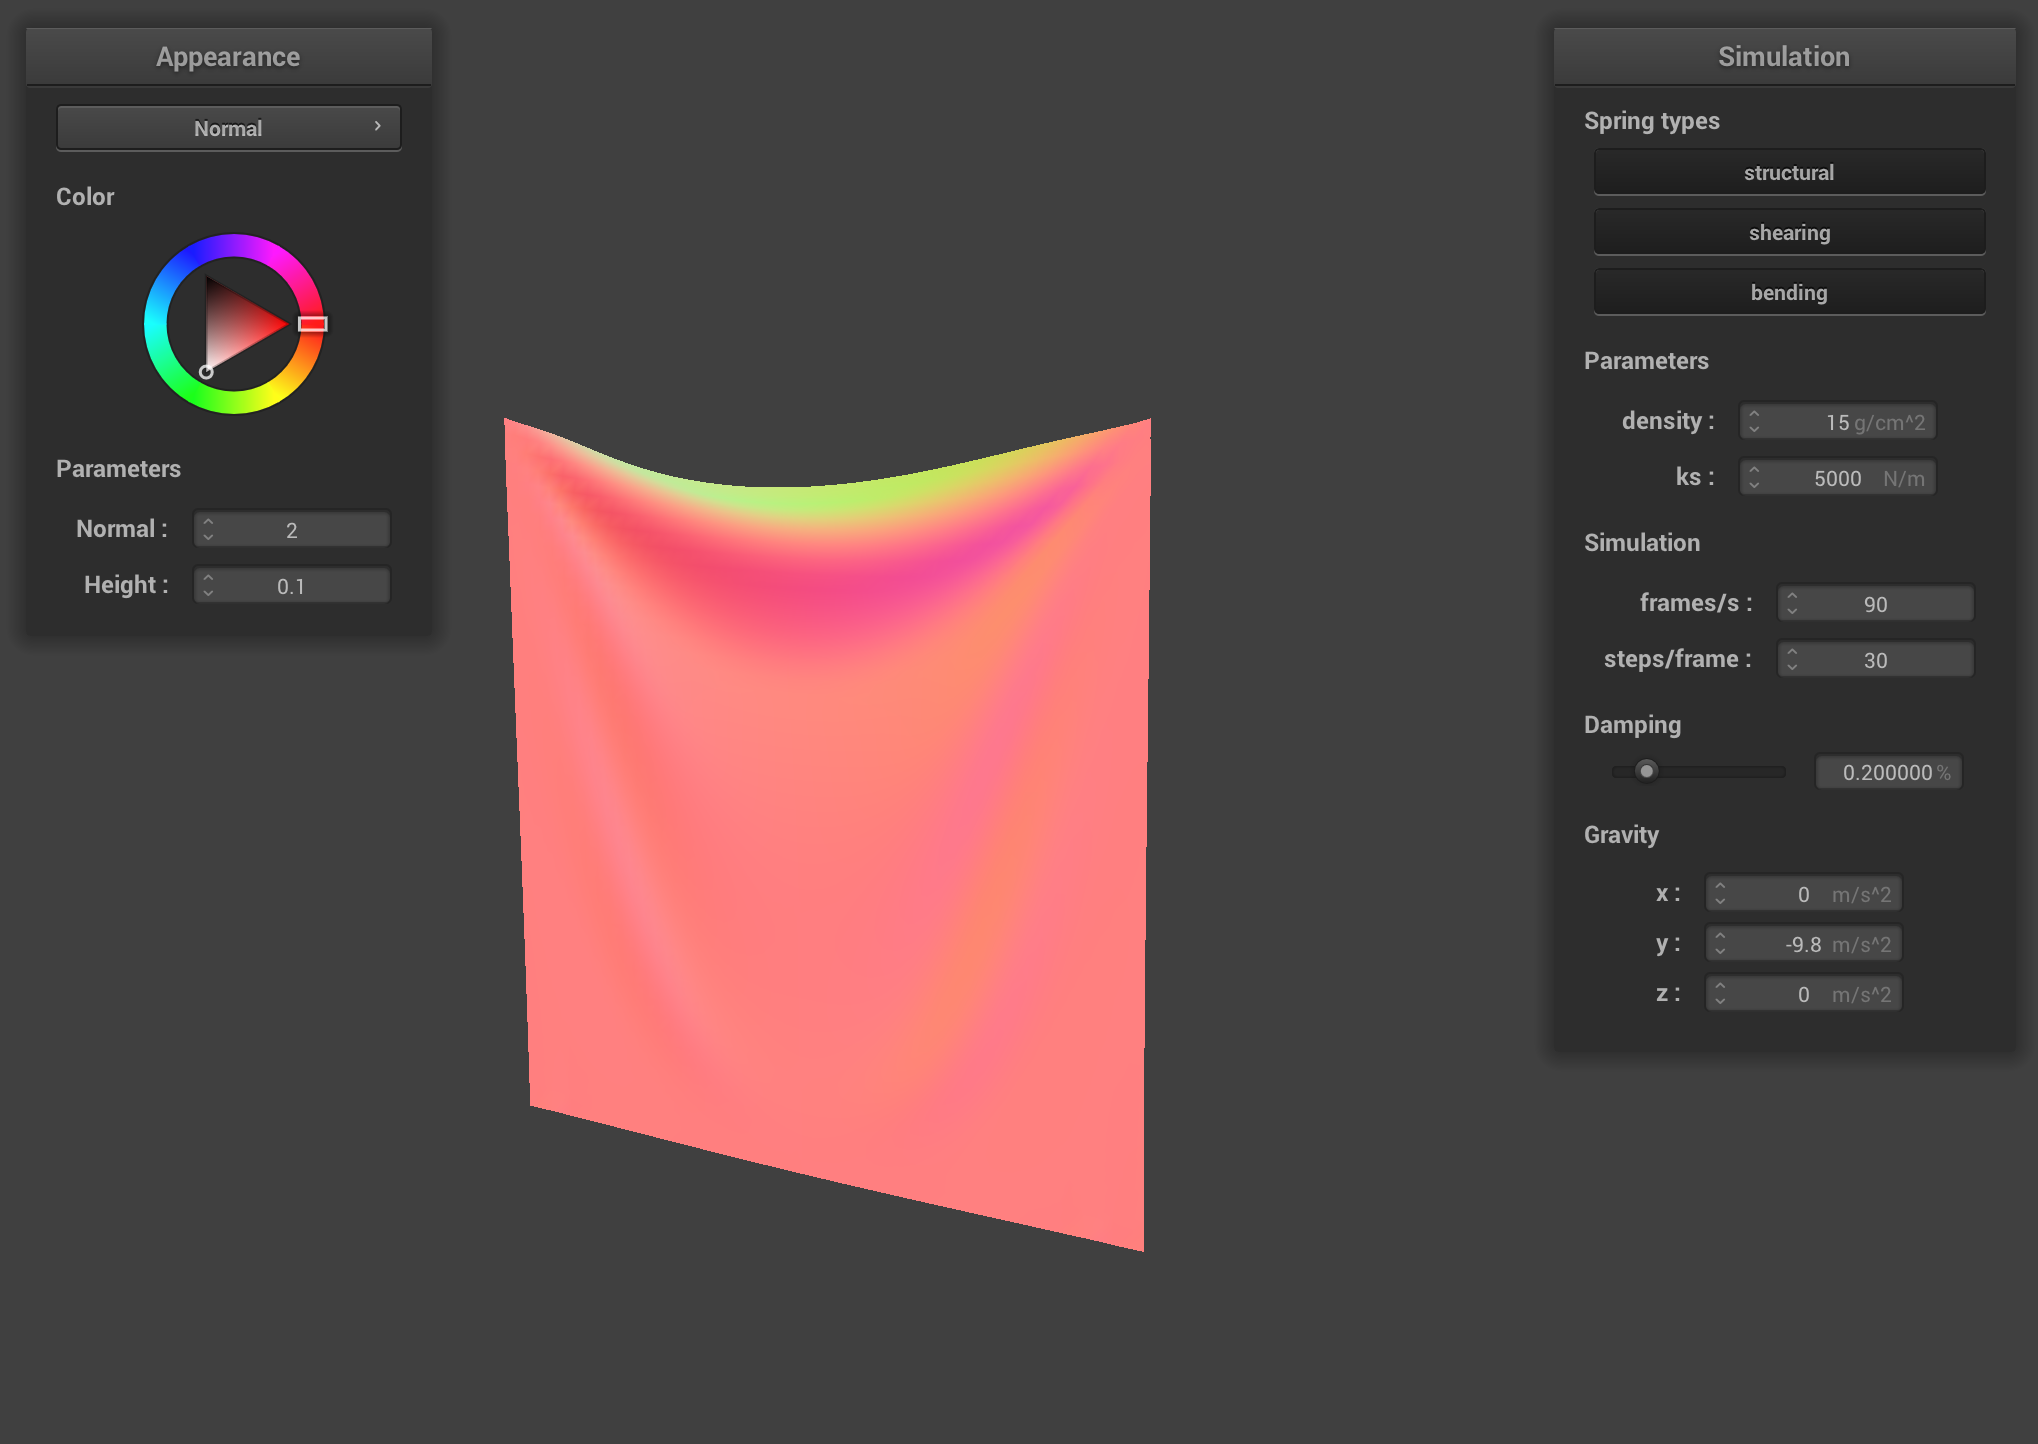 Appearance
Normal
Color
Parameters
Normal : 2
Height : 0.1
Simulation
Spring types
structural
shearing
bending
Parameters
density : 15 g/cm^2
ks : 5000 N/m
Simulation
frames/s : 90
steps/frame : 30
Damping
0.200000 %
Gravity
x : 0 m/s^2
y : -9.8 m/s^2
z : 0 m/s^2